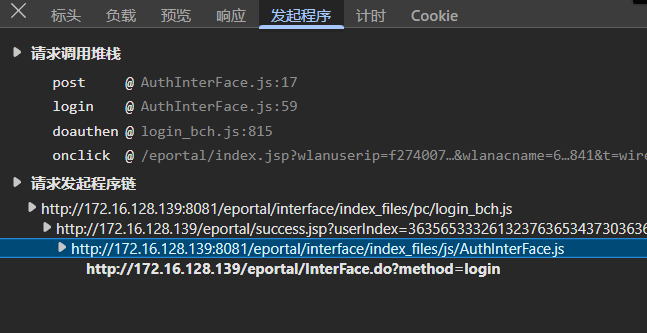 标头 负载 预览 响应 发起程序 计时 Cookie
请求调用堆栈
post @ AuthInterFace.js:17
login @ AuthInterFace.js:59
doauthen @ login_bch.js:815
onclick @ /eportal/index.jsp?wlanuserip=f274007…&wlanacname=6…841&t=wire
请求发起程序链
http://172.16.128.139:8081/eportal/interface/index_files/pc/login_bch.js
http://172.16.128.139/eportal/success.jsp?userIndex=363565333261323763653437303636
http://172.16.128.139:8081/eportal/interface/index_files/js/AuthInterFace.js
http://172.16.128.139/eportal/InterFace.do?method=login